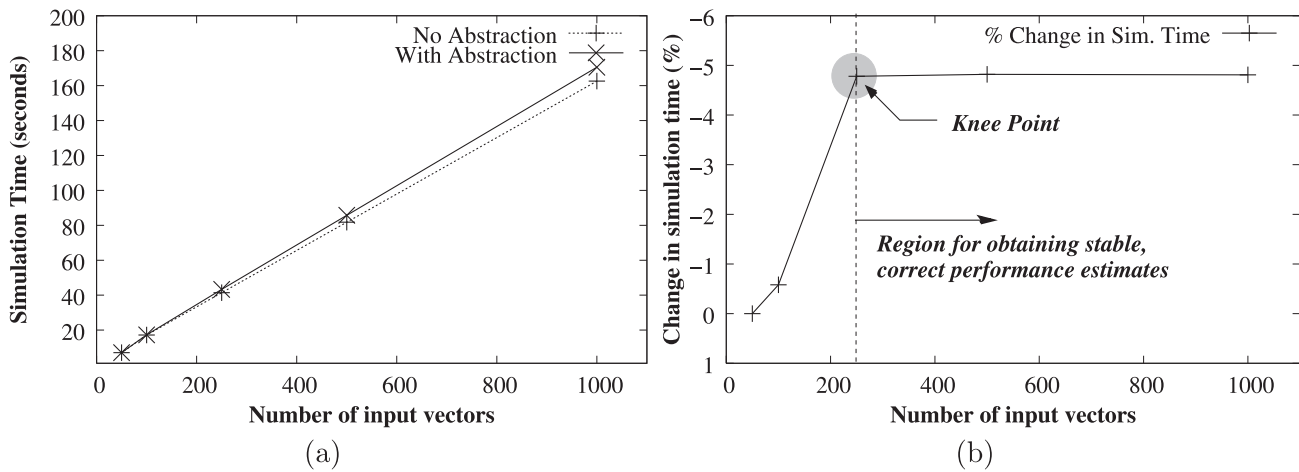 200
180
160
140
120
100
80
60
40
20
0
200
400
600
800
1000
Simulation Time (seconds)
Number of input vectors
No Abstraction
With Abstraction
(a)
-6
-5
-4
-3
-2
-1
0
1
0
200
400
600
800
1000
Change in simulation time (%)
Number of input vectors
% Change in Sim. Time
Knee Point
Region for obtaining stable,
correct performance estimates
(b)